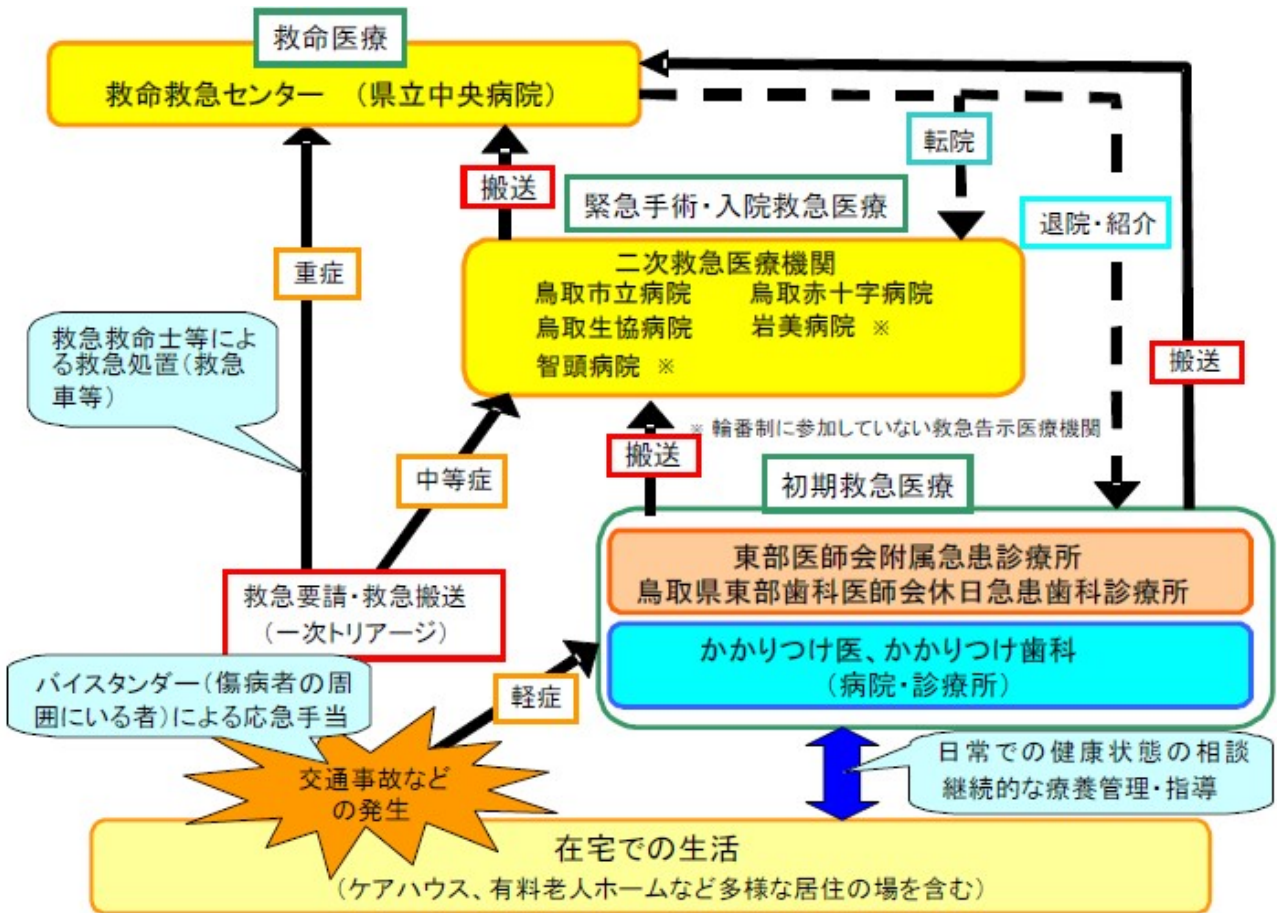 救命医療
救命救急センター （県立中央病院）
転院
搬送
緊急手術・入院救急医療
退院・紹介
重症
二次救急医療機関
鳥取市立病院 鳥取赤十字病院
鳥取生協病院 岩美病院 ※
智頭病院 ※
救急救命士等によ
る救急処置（救急
車等）
搬送
※ 輪番制に参加していない救急告示医療機関
搬送
中等症
初期救急医療
東部医師会附属急患診療所
鳥取県東部歯科医師会休日急患歯科診療所
救急要請・救急搬送
（一次トリアージ）
かかりつけ医、かかりつけ歯科
（病院・診療所）
バイスタンダー（傷病者の周
囲にいる者）による応急手当
軽症
日常での健康状態の相談
継続的な療養管理・指導
交通事故など
の発生
在宅での生活
（ケアハウス、有料老人ホームなど多様な居住の場を含む）